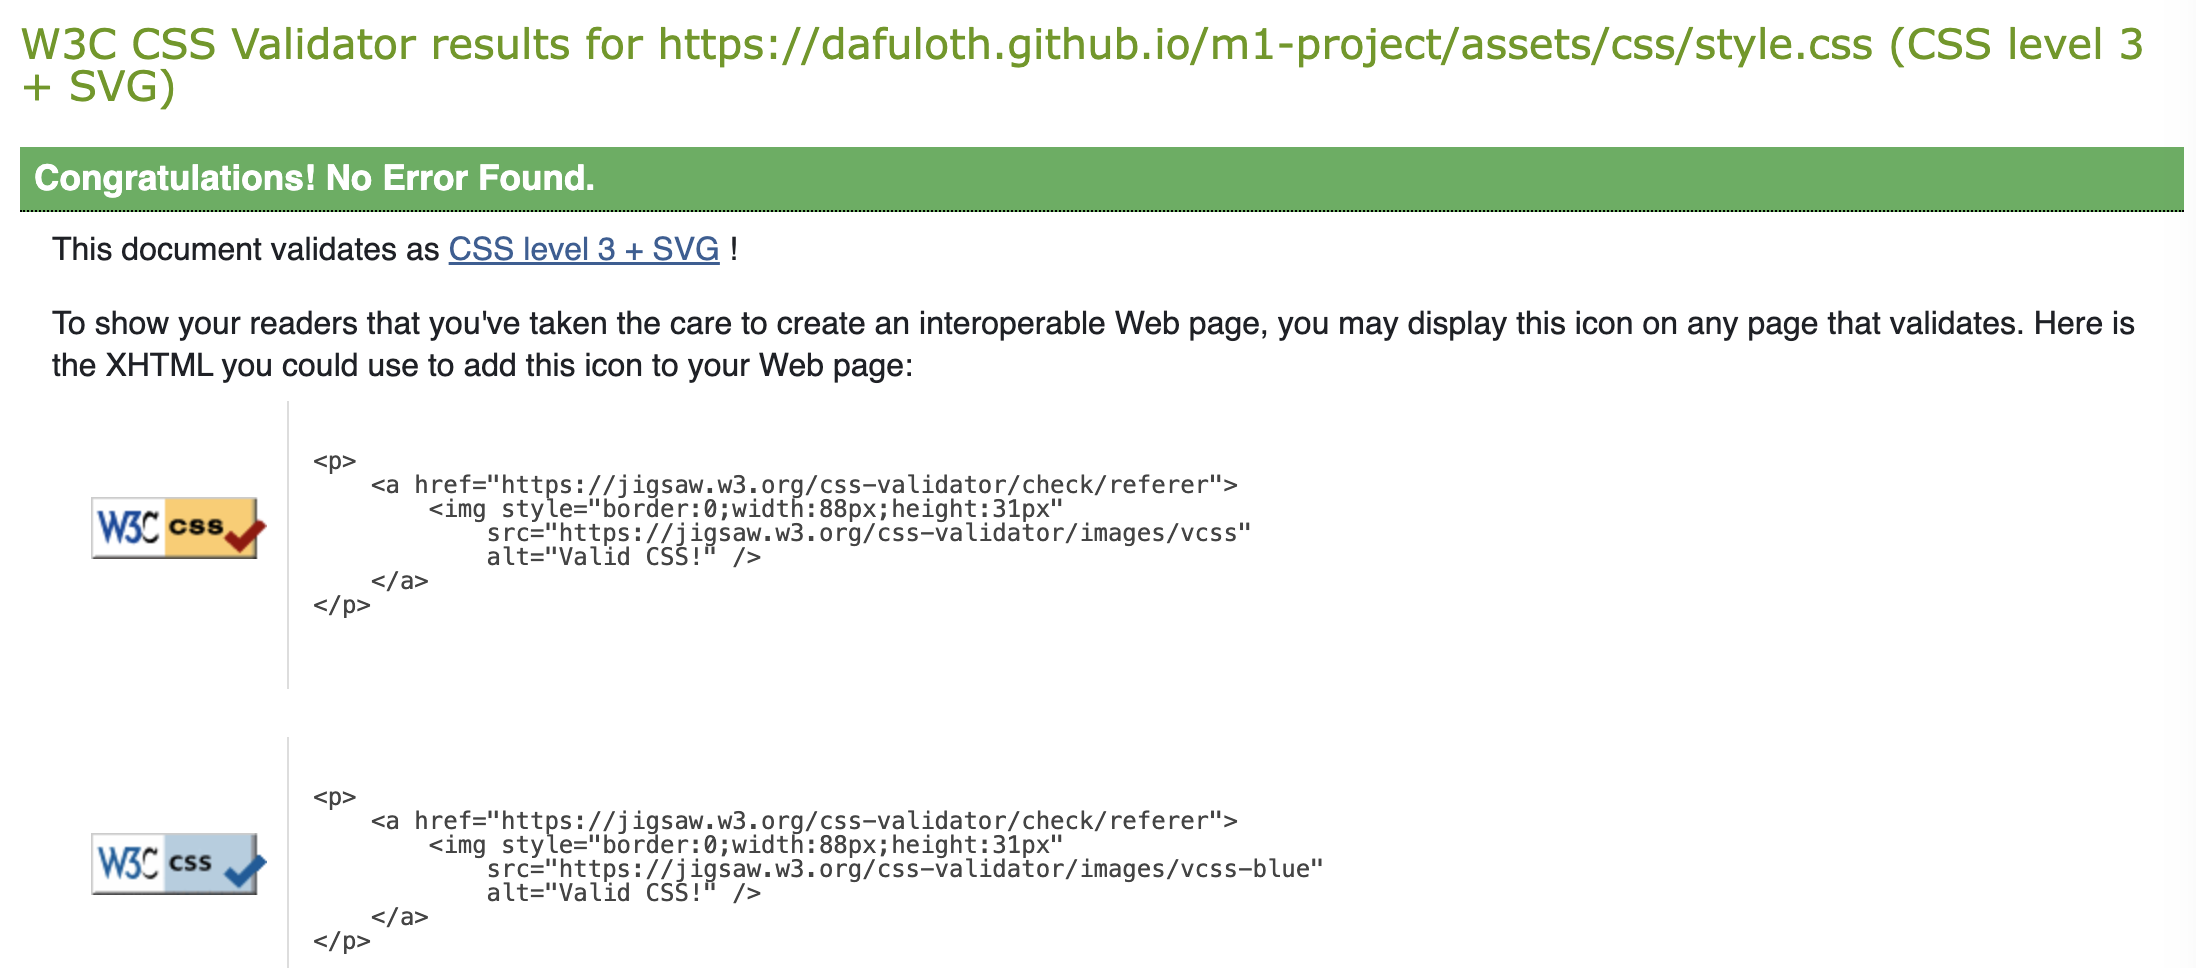 W3C CSS Validator results for https://dafuloth.github.io/m1-project/assets/css/style.css (CSS level 3
+ SVG)
Congratulations! No Error Found.
This document validates as CSS level 3 + SVG !
To show your readers that you've taken the care to create an interoperable Web page, you may display this icon on any page that validates. Here is
the XHTML you could use to add this icon to your Web page:
<p>
    <a href="https://jigsaw.w3.org/css-validator/check/referer">
        <img style="border:0;width:88px;height:31px"
            src="https://jigsaw.w3.org/css-validator/images/vcss"
            alt="Valid CSS!" />
    </a>
</p>
W3C css
<p>
    <a href="https://jigsaw.w3.org/css-validator/check/referer">
        <img style="border:0;width:88px;height:31px"
            src="https://jigsaw.w3.org/css-validator/images/vcss-blue"
            alt="Valid CSS!" />
    </a>
</p>
W3C css